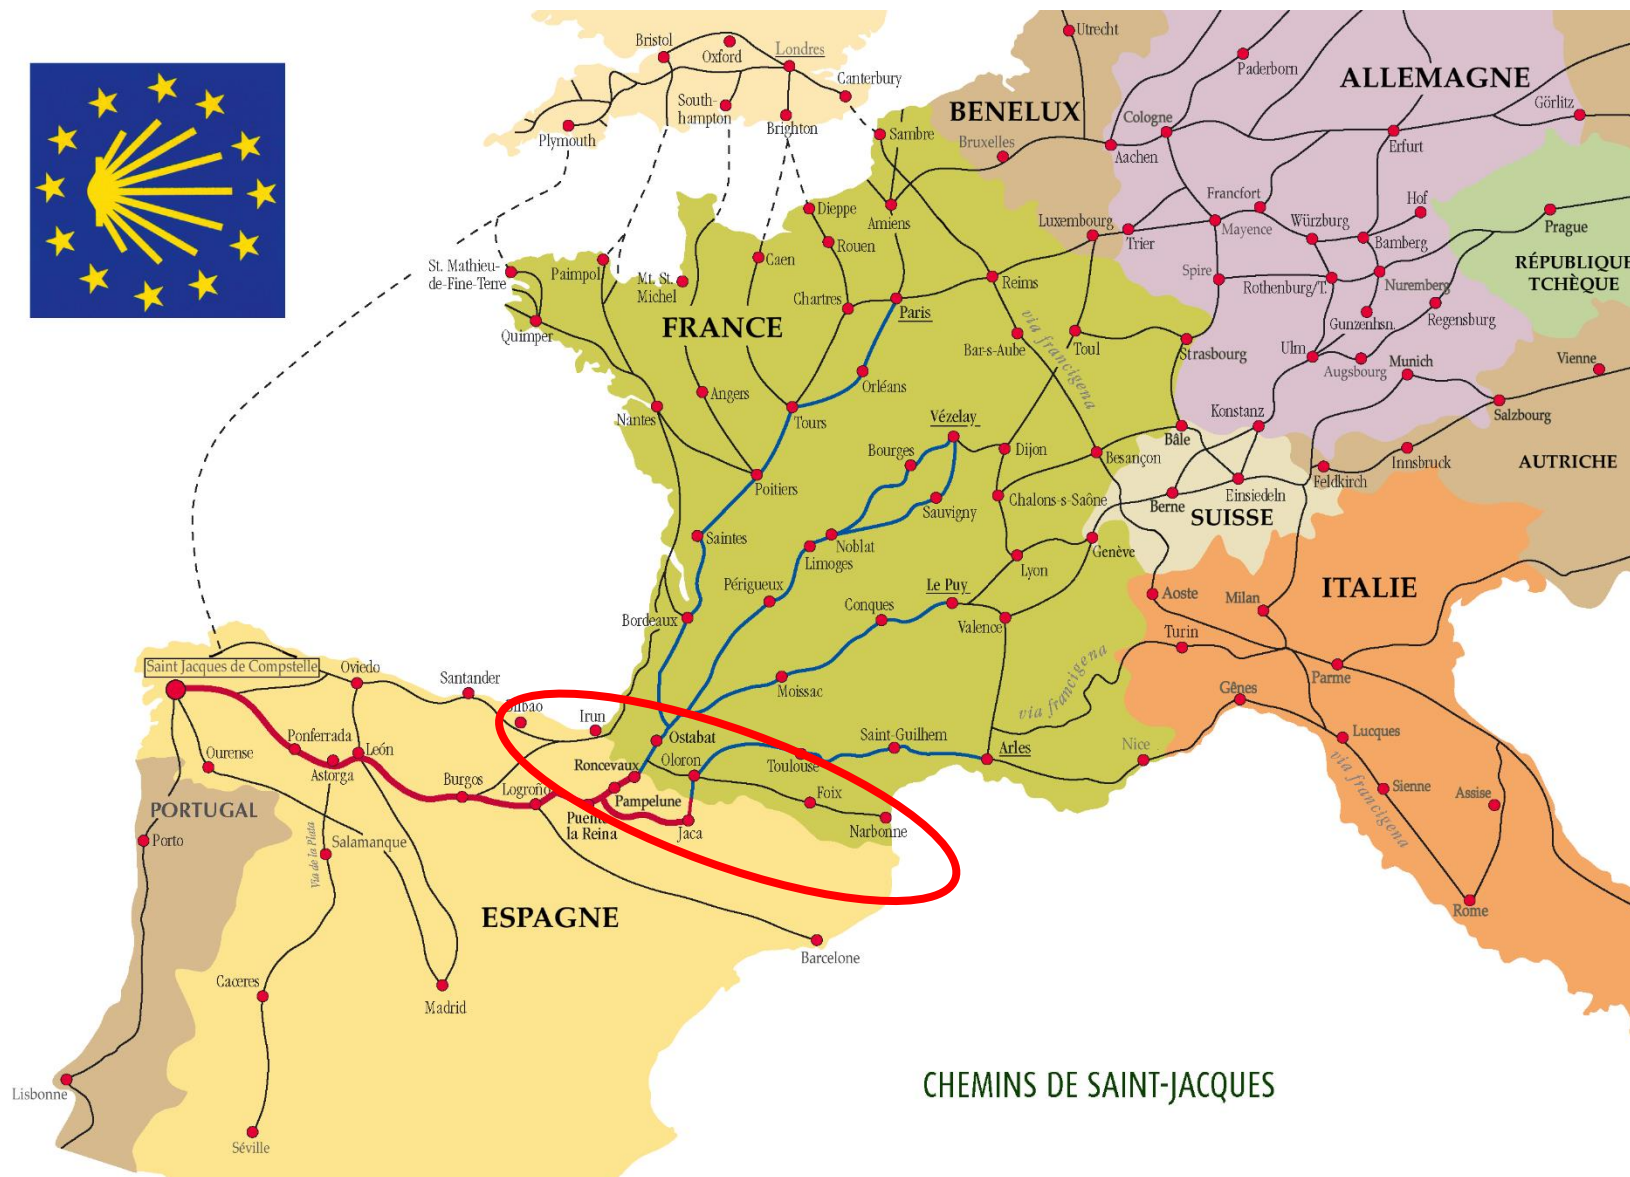 Utrecht
Bristol
Oxford
Londres
Canterbury
Paderborn
ALLEMAGNE
South-
hampton
BENELUX
Görlitz
Plymouth
Brighton
Sambre
Bruxelles
Cologne
Aachen
Erfurt
Dieppe
Amiens
Luxembourg
Francfort
Hof
Trier
Mayence
Würzburg
Bamberg
Prague
Rouen
St. Mathieu-
de-Fine-Terre
Paimpol
Mt. St.
Michel
Caen
Chartres
Reims
Spire
Rothenburg/T.
Nuremberg
RÉPUBLIQUE
TCHÈQUE
Quimper
FRANCE
Paris
via francigena
Bar-s-Aube
Toul
Strasbourg
Gunzenhsn.
Regensburg
Ulm
Augsbourg
Munich
Vienne
Orléans
Angers
Nantes
Tours
Vézelay
Konstanz
Salzbourg
Bâle
Bourges
Dijon
Besançon
Innsbruck
Feldkirch
AUTRICHE
Poitiers
Sauvigny
Chalons-s-Saône
Berne
Einsiedeln
SUISSE
Saintes
Noblat
Limoges
Genève
Lyon
Périgueux
Le Puy
Aoste
Milan
ITALIE
Conques
Bordeaux
Valence
Turin
Saint Jacques de Compstelle
Oviedo
Santander
Moissac
via francigena
Parme
Gênes
Bilbao
Irun
Ostabat
Saint-Guilhem
Arles
Nice
Lucques
Ponferrada
León
Ourense
Astorga
Burgos
Logroño
Roncevaux
Oloron
Toulouse
via francigena
Sienne
Assise
PORTUGAL
Pampelune
Puente
la Reina
Jaca
Foix
Narbonne
Porto
Via de la Plata
Salamanque
ESPAGNE
Rome
Barcelone
Caceres
Madrid
CHEMINS DE SAINT-JACQUES
Lisbonne
Séville